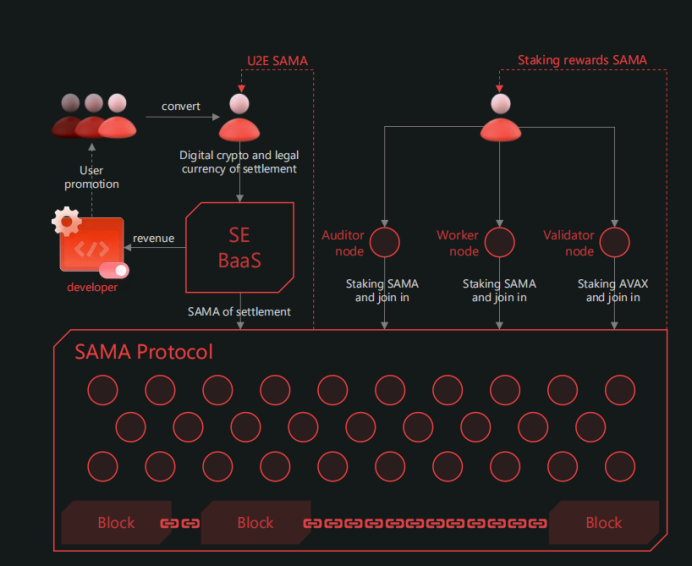 U2E SAMA
Staking rewards SAMA
convert
Digital crypto and legal
currency of settlement
User
promotion
SE
BaaS
revenue
developer
SAMA of settlement
Auditor
node
Worker
node
Validator
node
Staking SAMA
and join in
Staking SAMA
and join in
Staking AVAX
and join in
SAMA Protocol
Block
Block
Block